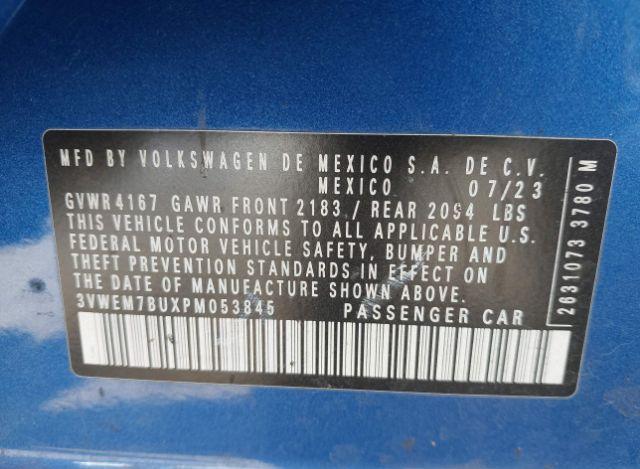 MFD BY VOLKSWAGEN DE MEXICO S.A. DE C.V.
MEXICO 07/23
GVWR 4167 GAWR FRONT 2183 / REAR 2094 LBS
THIS VEHICLE CONFORMS TO ALL APPLICABLE U.S.
FEDERAL MOTOR VEHICLE SAFETY, BUMPER AND
THEFT PREVENTION STANDARDS IN EFFECT ON
THE DATE OF MANUFACTURE SHOWN ABOVE.
3VWEM7BUXPM053845 PASSENGER CAR
2631073 3780 M